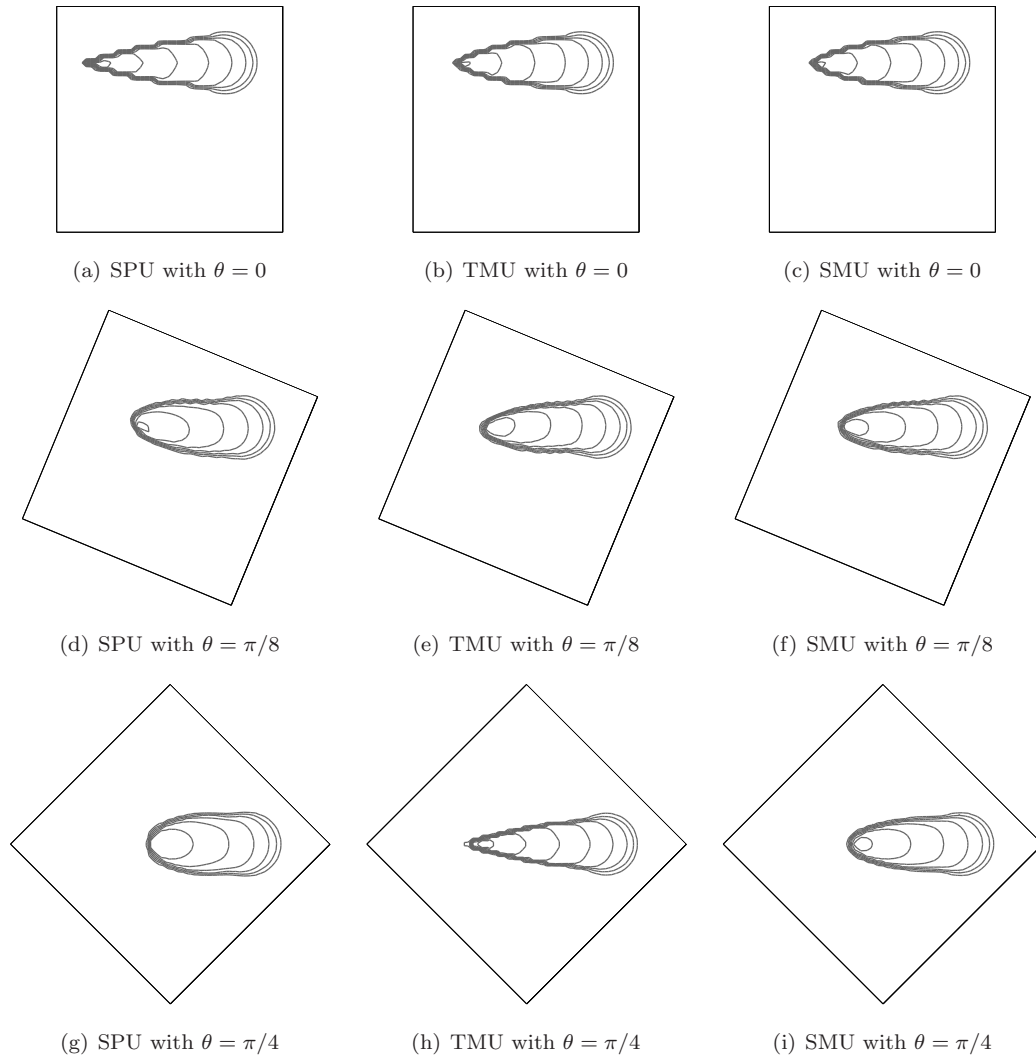 (a) SPU with θ = 0
(b) TMU with θ = 0
(c) SMU with θ = 0
(d) SPU with θ = π/8
(e) TMU with θ = π/8
(f) SMU with θ = π/8
(g) SPU with θ = π/4
(h) TMU with θ = π/4
(i) SMU with θ = π/4